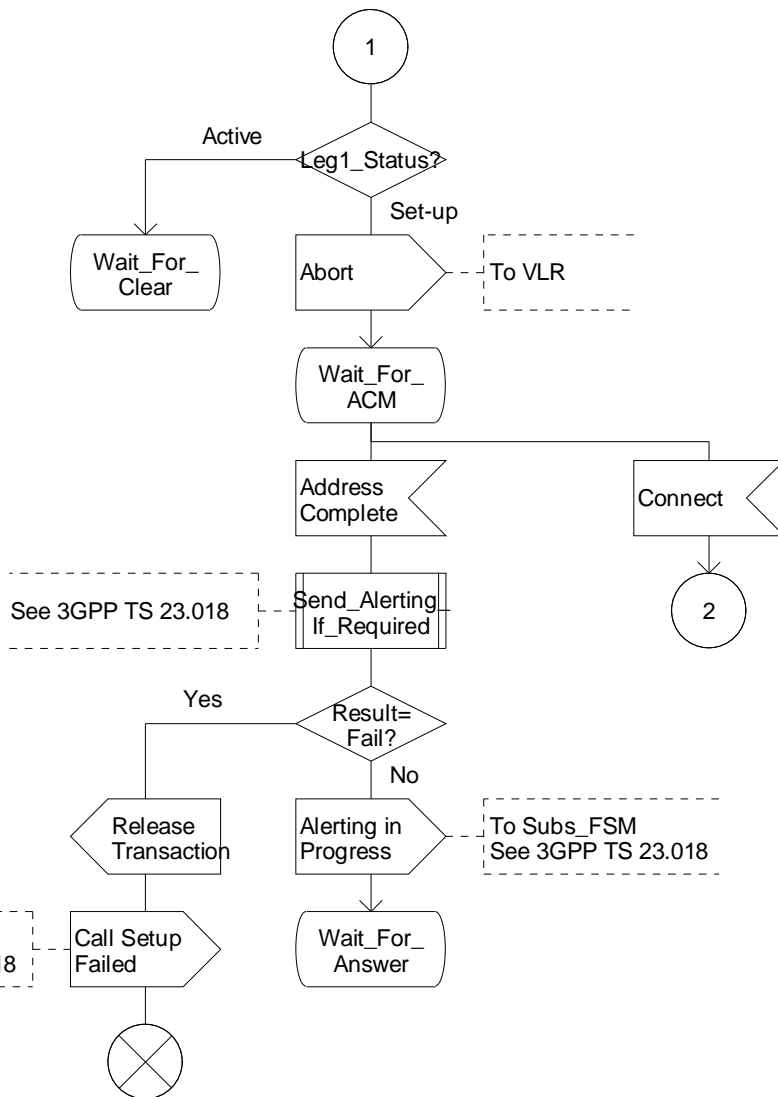 1
Active
Leg1_Status?
Set-up
Wait_For_
Clear
Abort
To VLR
Wait_For_
ACM
Address
Complete
Connect
See 3GPP TS 23.018
Send_Alerting_
If_Required
2
Yes
Result=
Fail?
No
Release
Transaction
Alerting in
Progress
To Subs_FSM
See 3GPP TS 23.018
8
Call Setup
Failed
Wait_For_
Answer